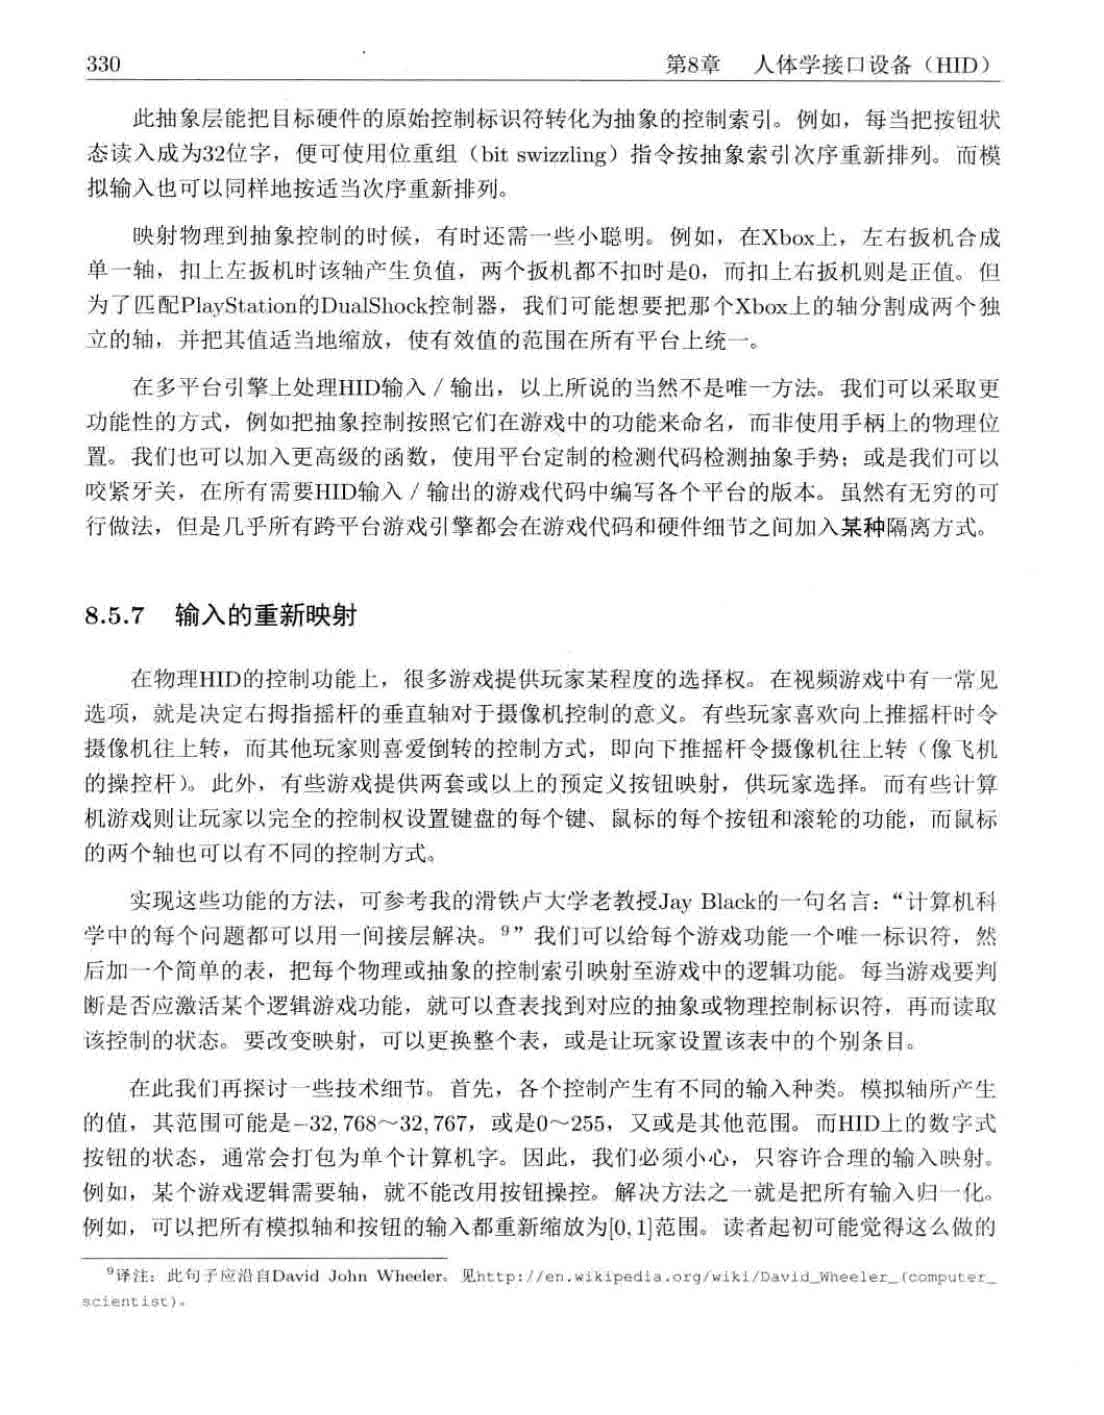 330 第8章 人体学接口设备（HID）
此抽象层能把目标硬件的原始控制标识符转化为抽象的控制索引。例如，每当把按钮状
态读入成为32位字，便可使用位重组（bit swizzling）指令按抽象索引次序重新排列。而模
拟输入也可以同样地按适当次序重新排列。
映射物理到抽象控制的时候，有时还需一些小聪明。例如，在Xbox上，左右扳机合成
单一轴，扣上左扳机时该轴产生负值，两个扳机都不扣时是0，而扣上右扳机则是正值。但
为了匹配PlayStation的DualShock控制器，我们可能想要把那个Xbox上的轴分割成两个独
立的轴，并把其值适当地缩放，使有效值的范围在所有平台上统一。
在多平台引擎上处理HID输入／输出，以上所说的当然不是唯一方法。我们可以采取更
功能性的方式，例如把抽象控制按照它们在游戏中的功能来命名，而非使用手柄上的物理位
置。我们也可以加入更高级的函数，使用平台定制的检测代码检测抽象手势；或是我们可以
咬紧牙关，在所有需要HID输入／输出的游戏代码中编写各个平台的版本。虽然有无穷的可
行做法，但是几乎所有跨平台游戏引擎都会在游戏代码和硬件细节之间加入某种隔离方式。
8.5.7 输入的重新映射
在物理HID的控制功能上，很多游戏提供玩家某程度的选择权。在视频游戏中有一常见
选项，就是决定右拇指摇杆的垂直轴对于摄像机控制的意义。有些玩家喜欢向上推摇杆时令
摄像机往上转，而其他玩家则喜爱倒转的控制方式，即向下推摇杆令摄像机往上转（像飞机
的操控杆）。此外，有些游戏提供两套或以上的预定义按钮映射，供玩家选择。而有些计算
机游戏则让玩家以完全的控制权设置键盘的每个键、鼠标的每个按钮和滚轮的功能，而鼠标
的两个轴也可以有不同的控制方式。
实现这些功能的方法，可参考我的滑铁卢大学老教授Jay Black的一句名言：“计算机科
学中的每个问题都可以用一间接层解决。⁹”我们可以给每个游戏功能一个唯一标识符，然
后加一个简单的表，把每个物理或抽象的控制索引映射至游戏中的逻辑功能。每当游戏要判
断是否应激活某个逻辑游戏功能，就可以查表找到对应的抽象或物理控制标识符，再而读取
该控制的状态。要改变映射，可以更换整个表，或是让玩家设置该表中的个别条目。
在此我们再探讨一些技术细节。首先，各个控制产生有不同的输入种类。模拟轴所产生
的值，其范围可能是−32,768～32,767，或是0～255，又或是其他范围。而HID上的数字式
按钮的状态，通常会打包为单个计算机字。因此，我们必须小心，只容许合理的输入映射。
例如，某个游戏逻辑需要轴，就不能改用按钮操控。解决方法之一就是把所有输入归一化。
例如，可以把所有模拟轴和按钮的输入都重新缩放为[0,1]范围。读者起初可能觉得这么做的
⁹译注：此句子应沿自David John Wheeler。见http://en.wikipedia.org/wiki/David_Wheeler_(computer_
scientist)。